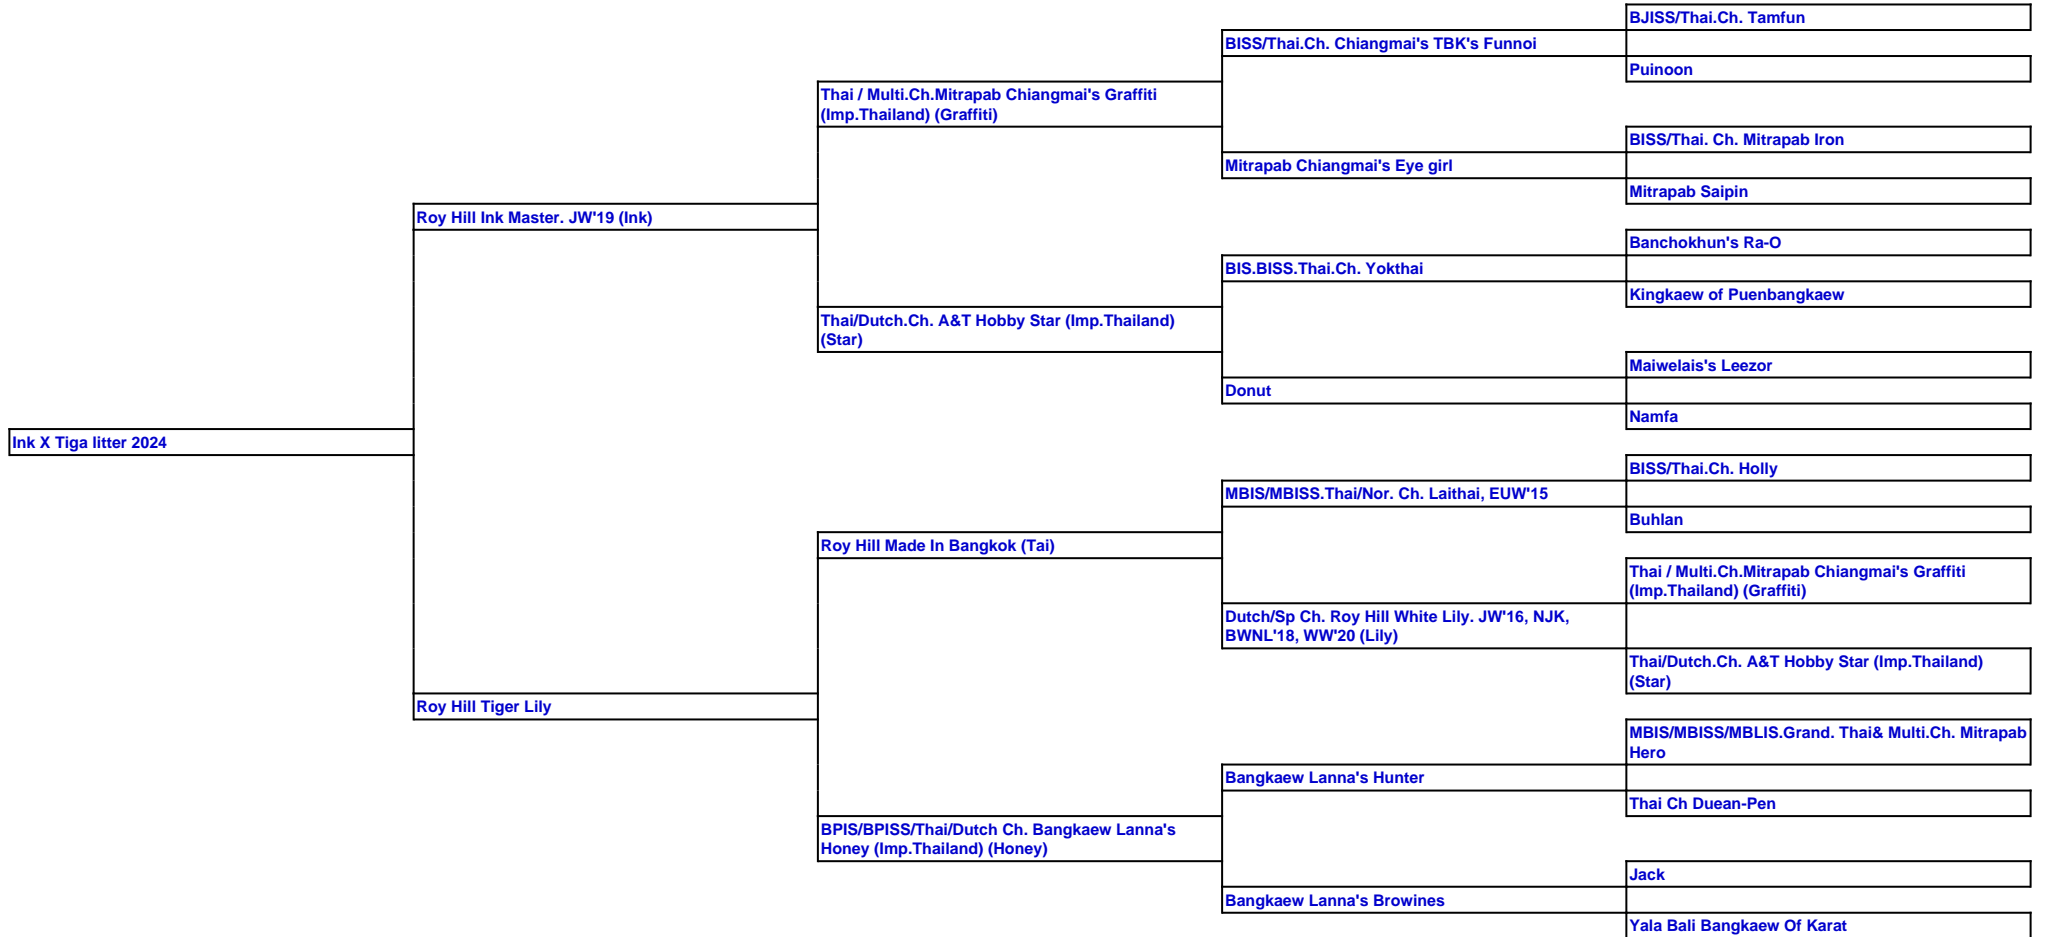 BJISS/Thai.Ch. Tamfun
BISS/Thai.Ch. Chiangmai's TBK's Funnoi
Puinoon
Thai / Multi.Ch.Mitrapab Chiangmai's Graffiti
(Imp.Thailand) (Graffiti)
BISS/Thai. Ch. Mitrapab Iron
Mitrapab Chiangmai's Eye girl
Mitrapab Saipin
Roy Hill Ink Master. JW'19 (Ink)
Banchokhun's Ra-O
BIS.BISS.Thai.Ch. Yokthai
Kingkaew of Puenbangkaew
Thai/Dutch.Ch. A&T Hobby Star (Imp.Thailand)
(Star)
Maiwelais's Leezor
Donut
Namfa
Ink X Tiga litter 2024
BISS/Thai.Ch. Holly
MBIS/MBISS.Thai/Nor. Ch. Laithai, EUW'15
Buhlan
Roy Hill Made In Bangkok (Tai)
Thai / Multi.Ch.Mitrapab Chiangmai's Graffiti
(Imp.Thailand) (Graffiti)
Dutch/Sp Ch. Roy Hill White Lily. JW'16, NJK,
BWNL'18, WW'20 (Lily)
Thai/Dutch.Ch. A&T Hobby Star (Imp.Thailand)
(Star)
Roy Hill Tiger Lily
MBIS/MBISS/MBLIS.Grand. Thai& Multi.Ch. Mitrapab
Hero
Bangkaew Lanna's Hunter
Thai Ch Duean-Pen
BPIS/BPISS/Thai/Dutch Ch. Bangkaew Lanna's
Honey (Imp.Thailand) (Honey)
Jack
Bangkaew Lanna's Browines
Yala Bali Bangkaew Of Karat